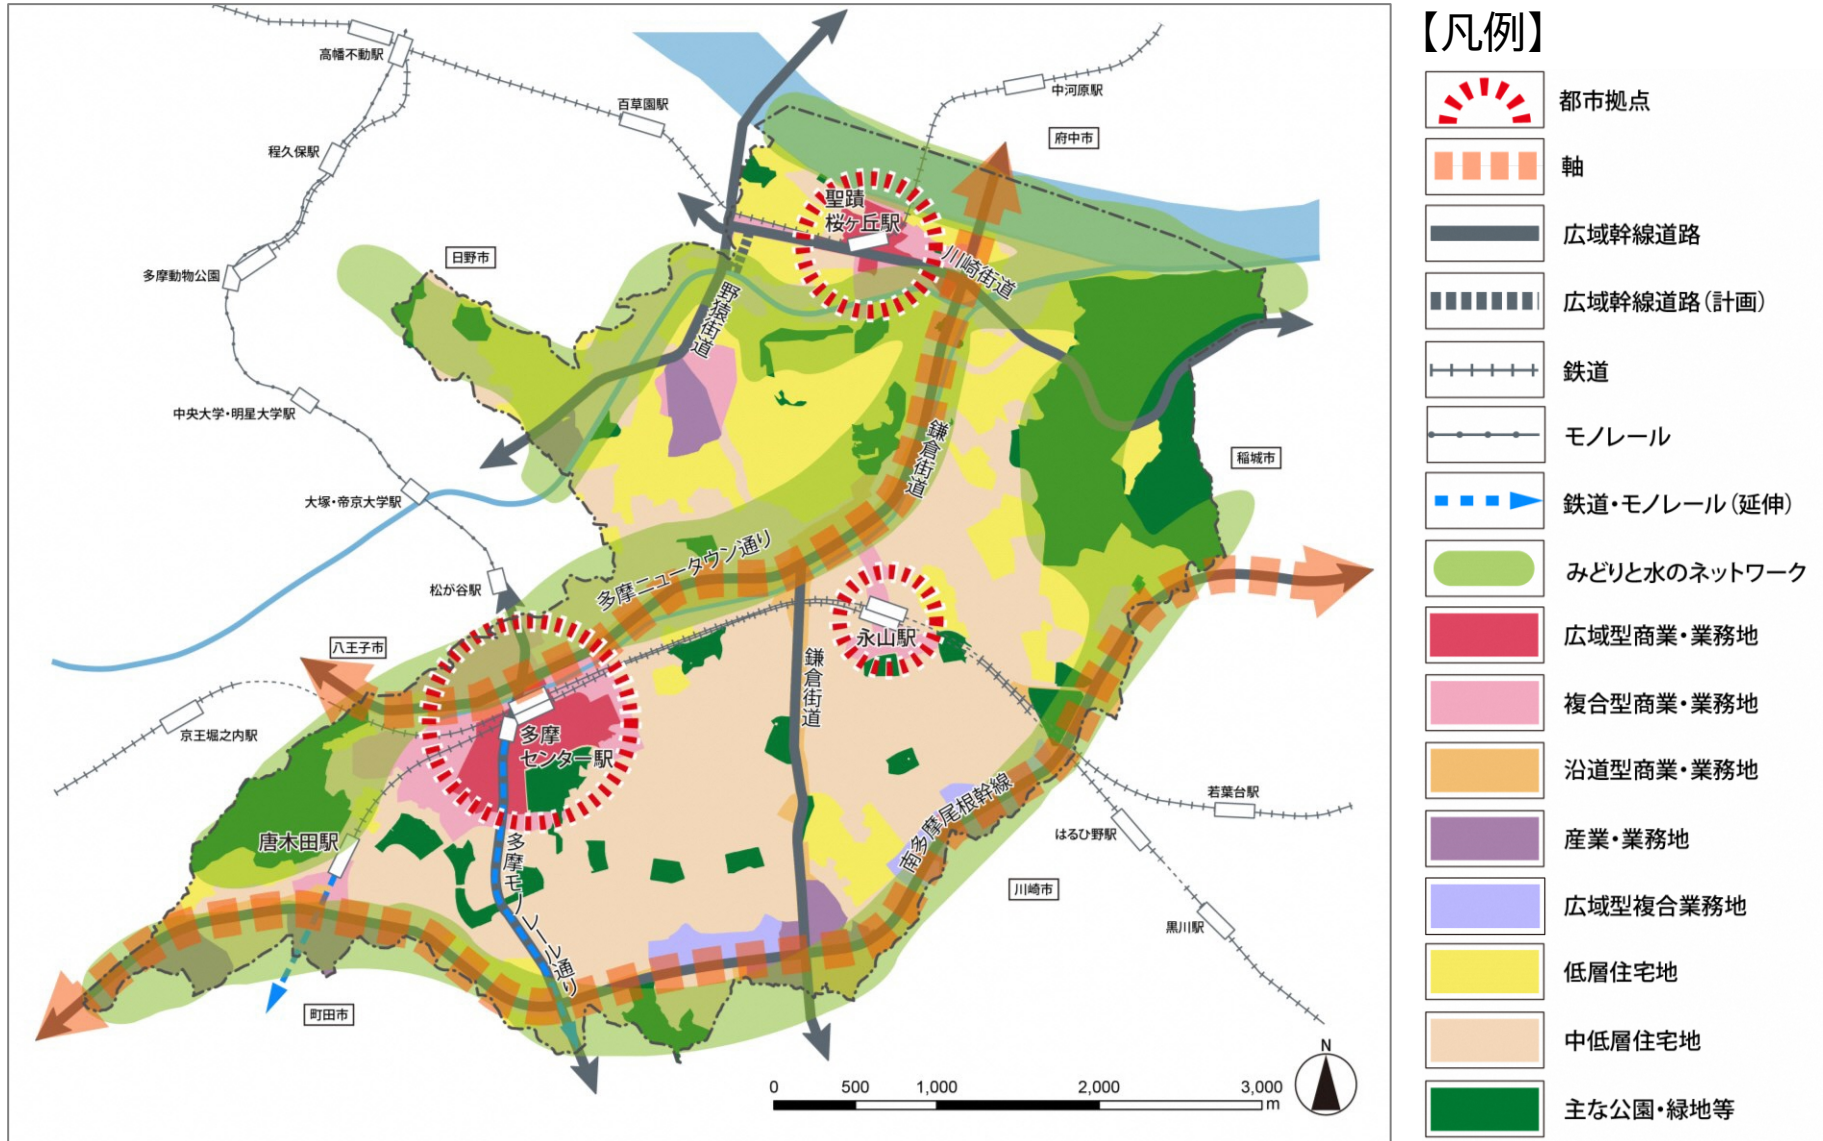 高幡不動駅
百草園駅
中河原駅
府中市
程久保駅
聖蹟
桜ヶ丘駅
川崎街道
日野市
多摩動物公園
野猿街道
中央大学・明星大学駅
鎌倉街道
稲城市
大塚・帝京大学駅
多摩ニュータウン通り
松が谷駅
永山駅
八王子市
鎌倉街道
京王堀之内駅
多摩
センター駅
南多摩尾根幹線
若葉台駅
はるひ野駅
唐木田駅
多摩モノレール通り
川崎市
黒川駅
町田市
N
0 500 1,000 2,000 3,000
m
【凡例】
都市拠点
軸
広域幹線道路
広域幹線道路(計画)
鉄道
モノレール
鉄道・モノレール(延伸)
みどりと水のネットワーク
広域型商業・業務地
複合型商業・業務地
沿道型商業・業務地
産業・業務地
広域型複合業務地
低層住宅地
中低層住宅地
主な公園・緑地等